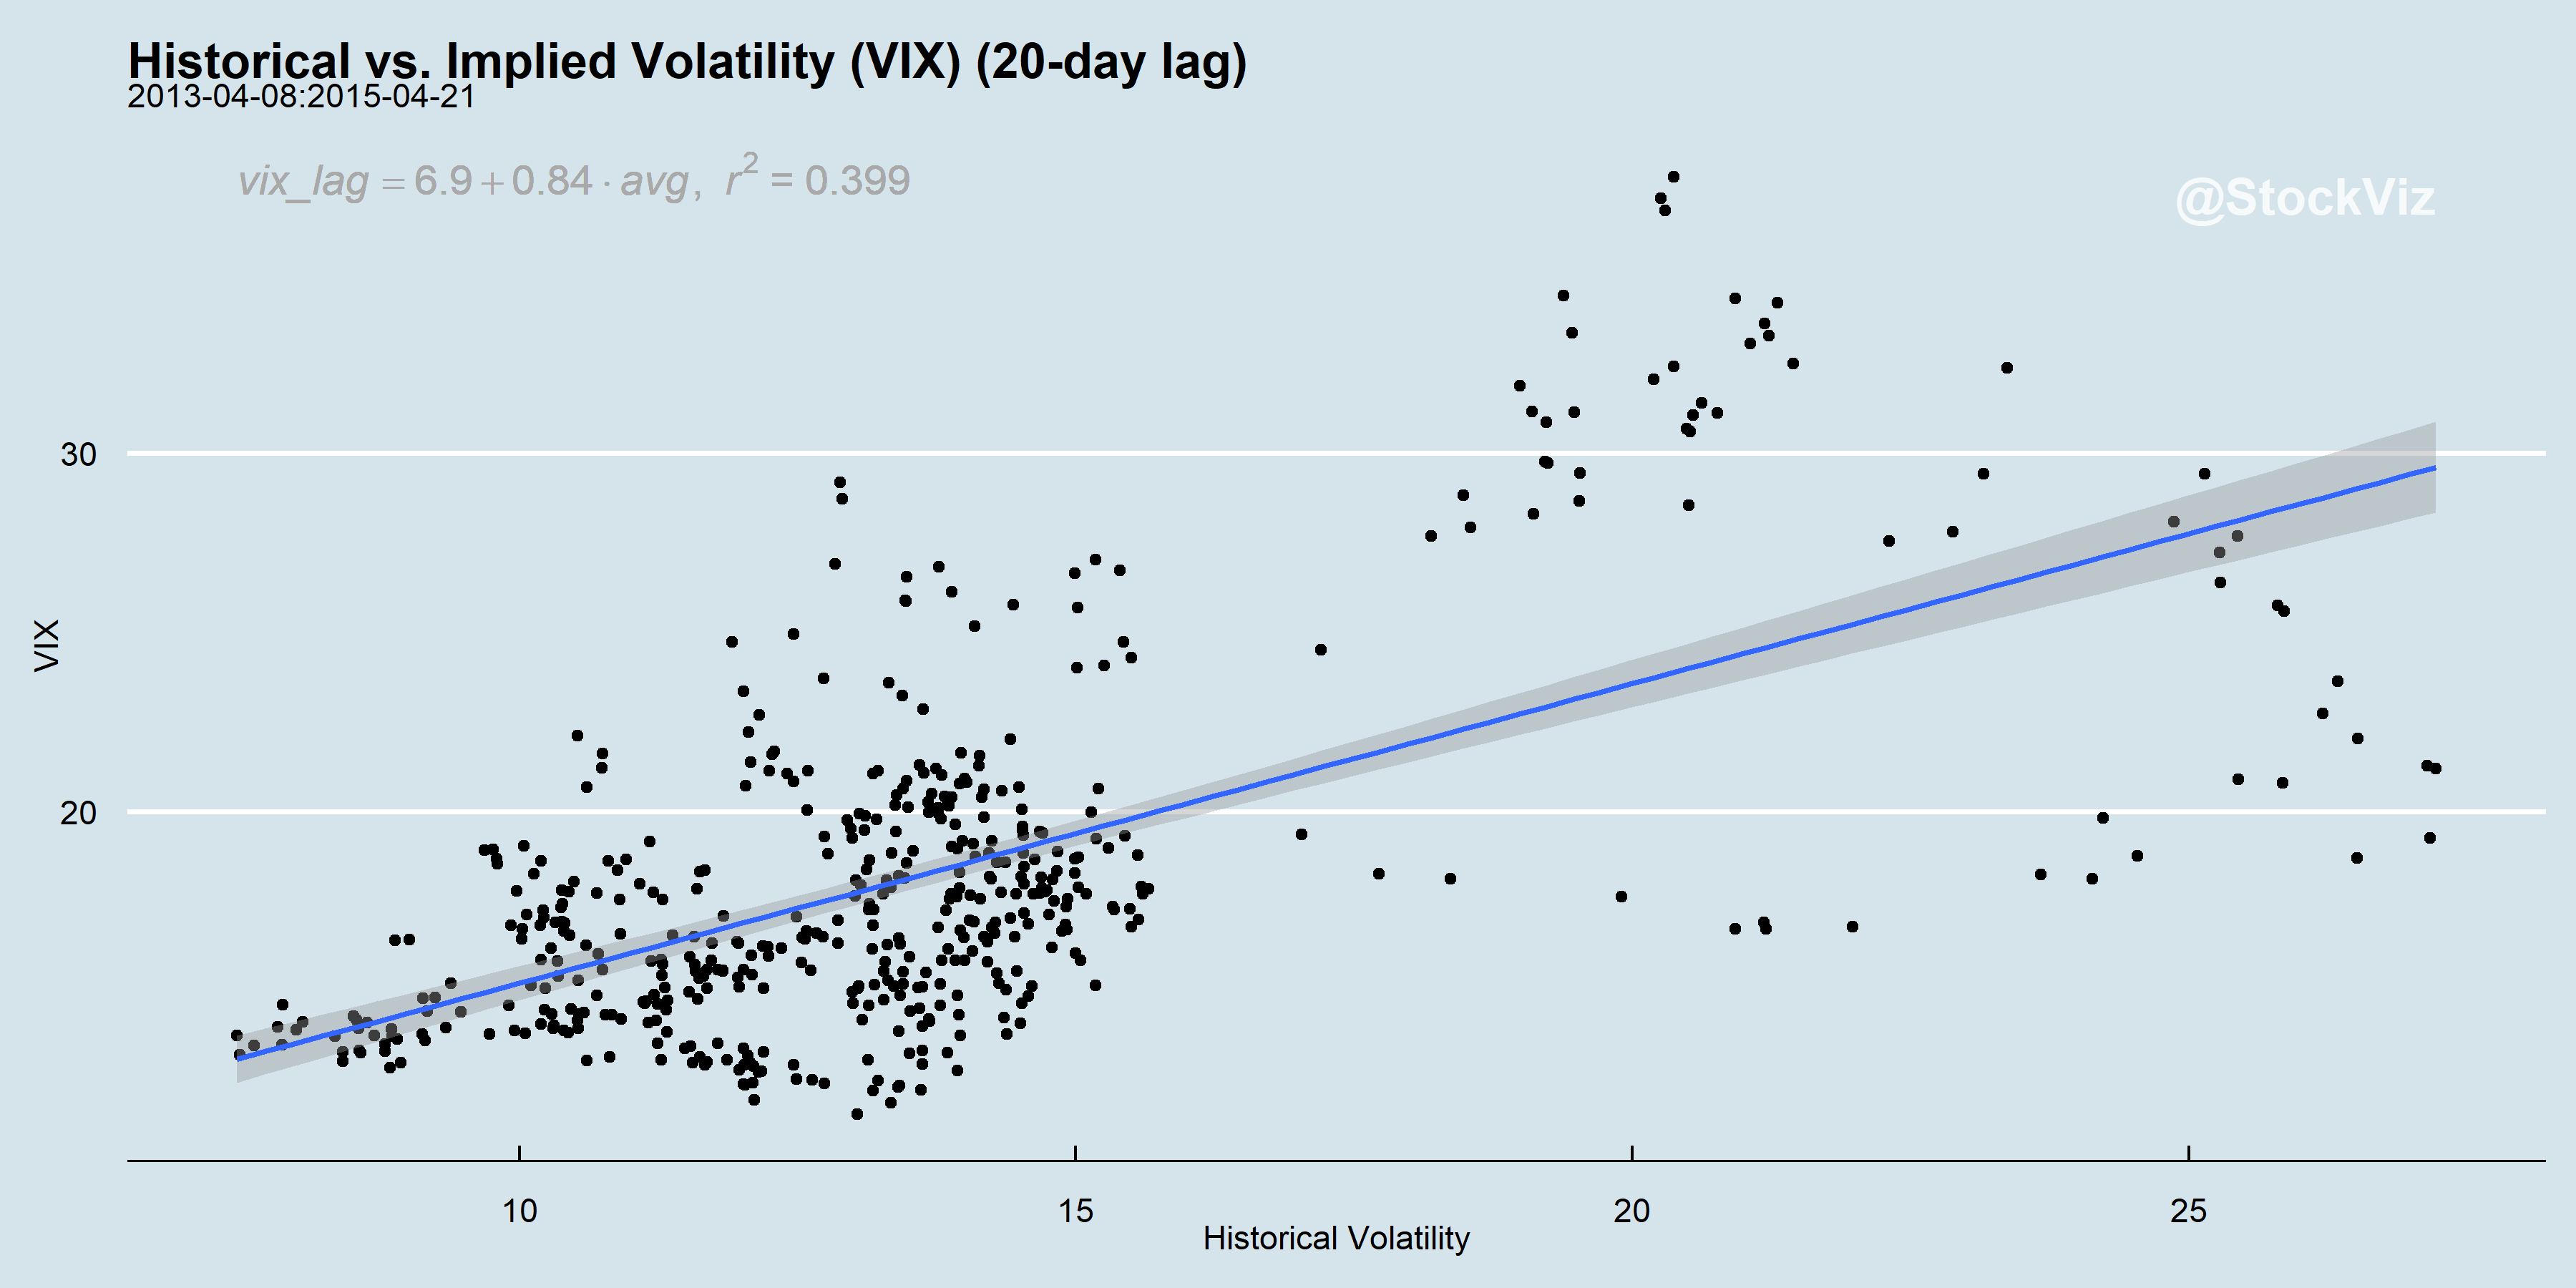 Historical vs. Implied Volatility (VIX) (20-day lag)
2013-04-08:2015-04-21
vix_lag = 6.9 + 0.84 · avg, r² = 0.399
@StockViz
30
20
VIX
10 15 20 25
Historical Volatility